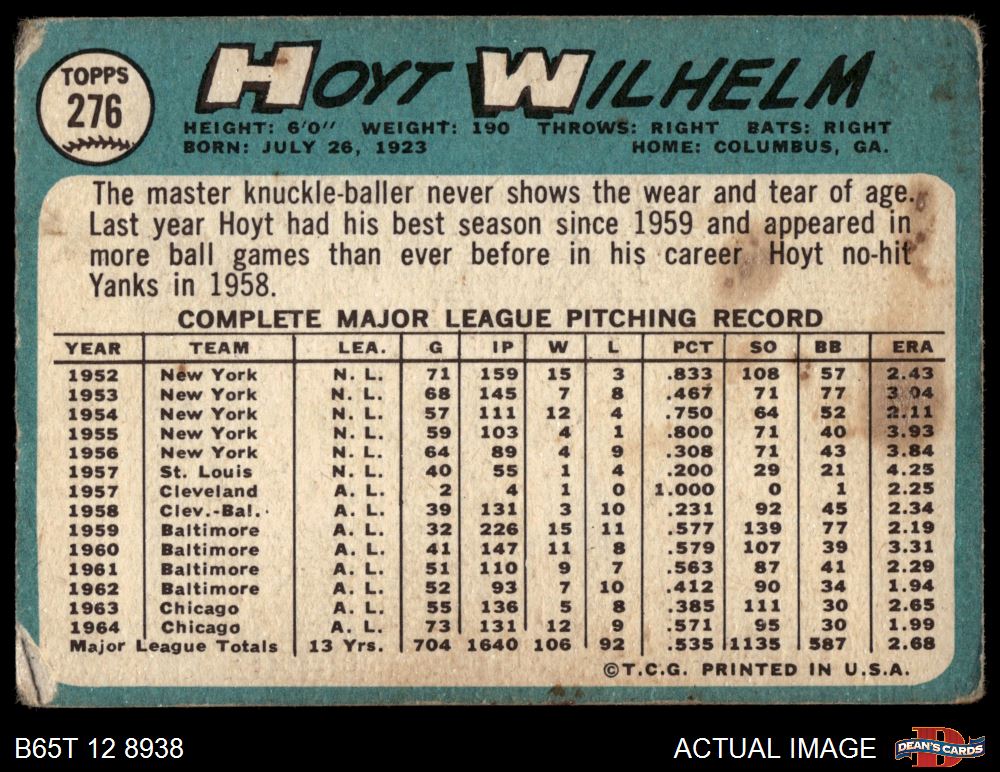 TOPPS
276
HOYT WILHELM
HEIGHT: 6'0" WEIGHT: 190 THROWS: RIGHT BATS: RIGHT
BORN: JULY 26, 1923 HOME: COLUMBUS, GA.
The master knuckle-baller never shows the wear and tear of age.
Last year Hoyt had his best season since 1959 and appeared in
more ball games than ever before in his career. Hoyt no-hit
Yanks in 1958.
COMPLETE MAJOR LEAGUE PITCHING RECORD
YEAR TEAM LEA. G IP W L PCT SO BB ERA
1952 New York N. L. 71 159 15 3 .833 108 57 2.43
1953 New York N. L. 68 145 7 8 .467 71 77 3.04
1954 New York N. L. 57 111 12 4 .750 64 52 2.11
1955 New York N. L. 59 103 4 1 .800 71 40 3.93
1956 New York N. L. 64 89 4 9 .308 71 43 3.84
1957 St. Louis N. L. 40 55 1 4 .200 29 21 4.25
1957 Cleveland A. L. 2 4 1 0 1.000 0 1 2.25
1958 Clev.-Bal. A. L. 39 131 3 10 .231 92 45 2.34
1959 Baltimore A. L. 32 226 15 11 .577 139 77 2.19
1960 Baltimore A. L. 41 147 11 8 .579 107 39 3.31
1961 Baltimore A. L. 51 110 9 7 .563 87 41 2.29
1962 Baltimore A. L. 52 93 7 10 .412 90 34 1.94
1963 Chicago A. L. 55 136 5 8 .385 111 30 2.65
1964 Chicago A. L. 73 131 12 9 .571 95 30 1.99
Major League Totals 13 Yrs. 704 1640 106 92 .535 1135 587 2.68
©T.C.G. PRINTED IN U.S.A.
B65T 12 8938 ACTUAL IMAGE DEAN'S CARDS